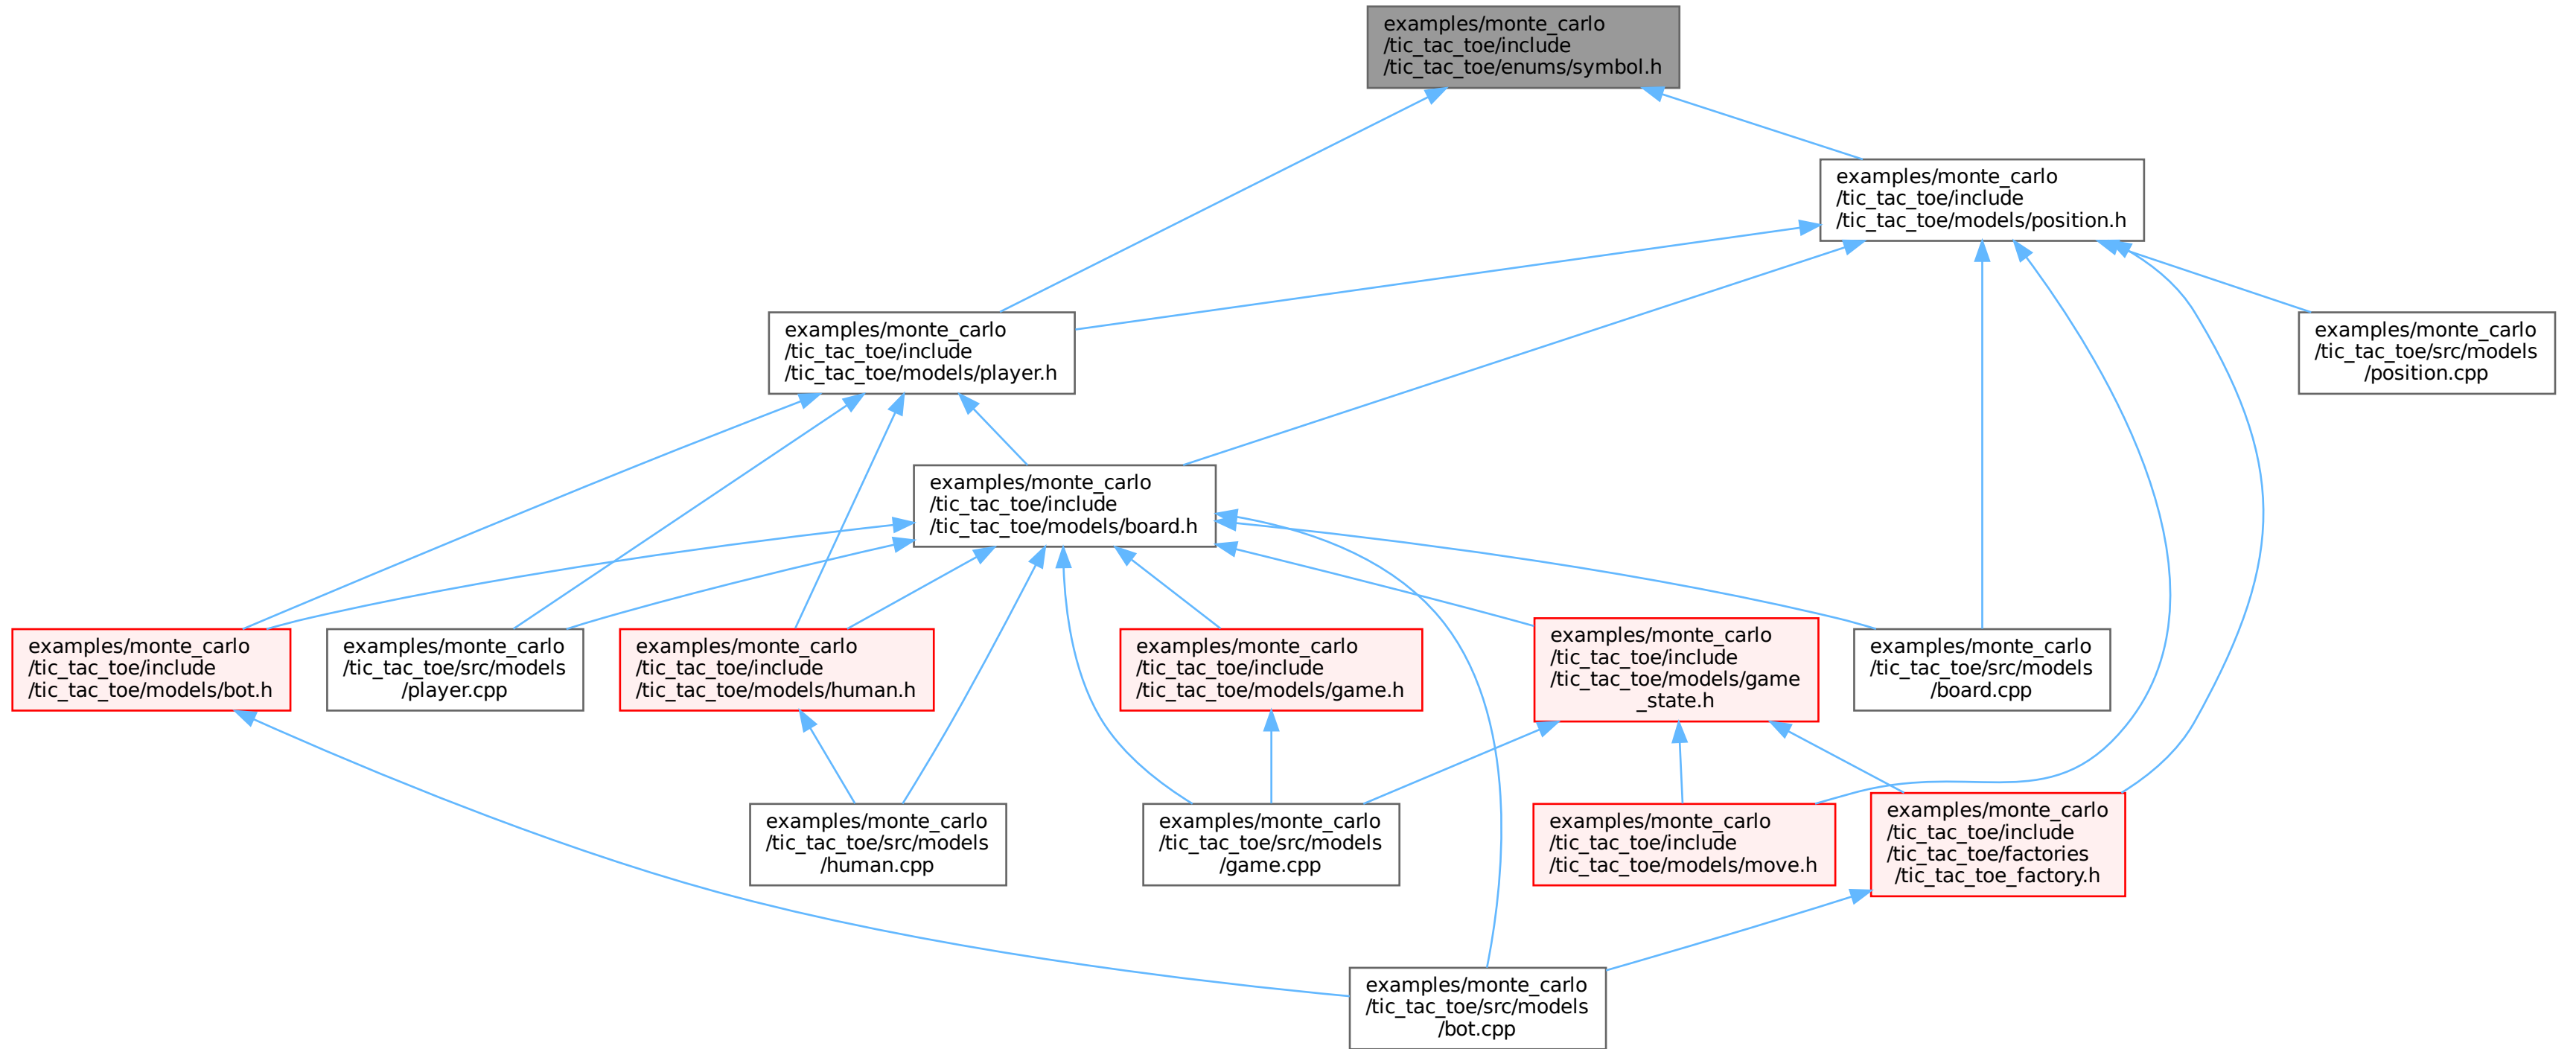 examples/monte_carlo
/tic_tac_toe/include
/tic_tac_toe/enums/symbol.h
examples/monte_carlo
/tic_tac_toe/include
/tic_tac_toe/models/position.h
examples/monte_carlo
/tic_tac_toe/include
/tic_tac_toe/models/player.h
examples/monte_carlo
/tic_tac_toe/src/models
/position.cpp
examples/monte_carlo
/tic_tac_toe/include
/tic_tac_toe/models/board.h
examples/monte_carlo
/tic_tac_toe/include
/tic_tac_toe/models/bot.h
examples/monte_carlo
/tic_tac_toe/src/models
/player.cpp
examples/monte_carlo
/tic_tac_toe/include
/tic_tac_toe/models/human.h
examples/monte_carlo
/tic_tac_toe/include
/tic_tac_toe/models/game.h
examples/monte_carlo
/tic_tac_toe/include
/tic_tac_toe/models/game
_state.h
examples/monte_carlo
/tic_tac_toe/src/models
/board.cpp
examples/monte_carlo
/tic_tac_toe/src/models
/human.cpp
examples/monte_carlo
/tic_tac_toe/src/models
/game.cpp
examples/monte_carlo
/tic_tac_toe/include
/tic_tac_toe/models/move.h
examples/monte_carlo
/tic_tac_toe/include
/tic_tac_toe/factories
/tic_tac_toe_factory.h
examples/monte_carlo
/tic_tac_toe/src/models
/bot.cpp